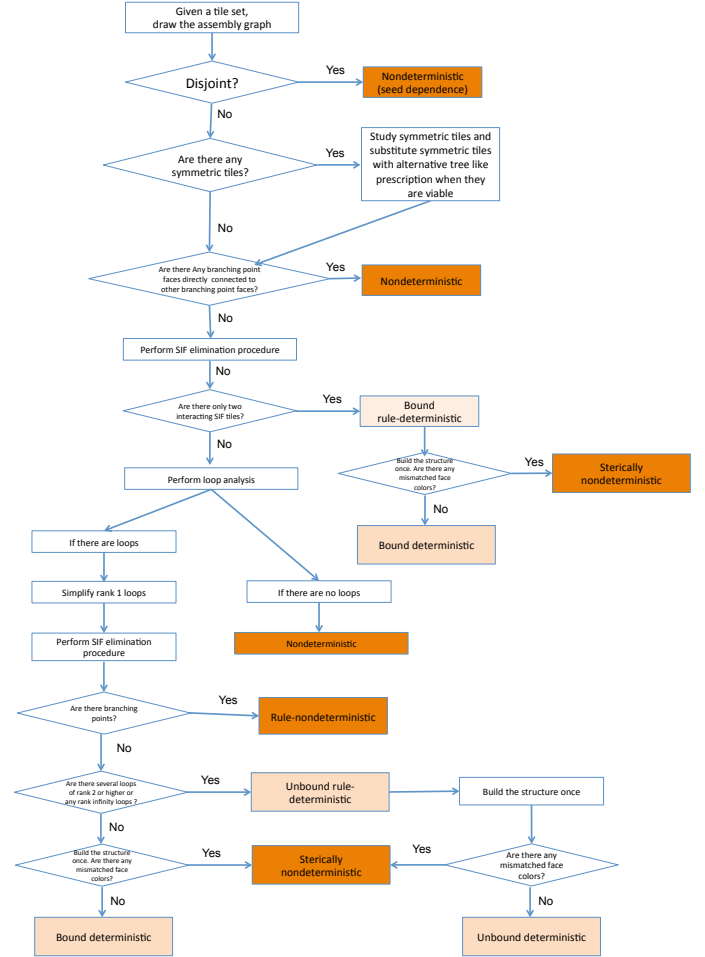 Given a tile set,
draw the assembly graph
Disjoint?
Yes
Nondeterministic
(seed dependence)
No
Are there any
symmetric tiles?
Yes
Study symmetric tiles and
substitute symmetric tiles
with alternative tree like
prescription when they
are viable
No
Are there Any branching point
faces directly connected to
other branching point faces?
Yes
Nondeterministic
No
Perform SIF elimination procedure
No
Are there only two
interacting SIF tiles?
Yes
Bound
rule-deterministic
No
Build the structure
once. Are there any
mismatched face
colors?
Yes
Sterically
nondeterministic
No
Bound deterministic
Perform loop analysis
If there are loops
Simplify rank 1 loops
If there are no loops
Nondeterministic
Perform SIF elimination
procedure
Are there branching
points?
Yes
Rule-nondeterministic
No
Are there several loops
of rank 2 or higher or
any rank infinity loops ?
Yes
Unbound rule-
deterministic
Build the structure once
No
Build the structure
once. Are there any
mismatched face
colors?
Yes
Sterically
nondeterministic
Yes
Are there any
mismatched face
colors?
No
Bound deterministic
No
Unbound deterministic